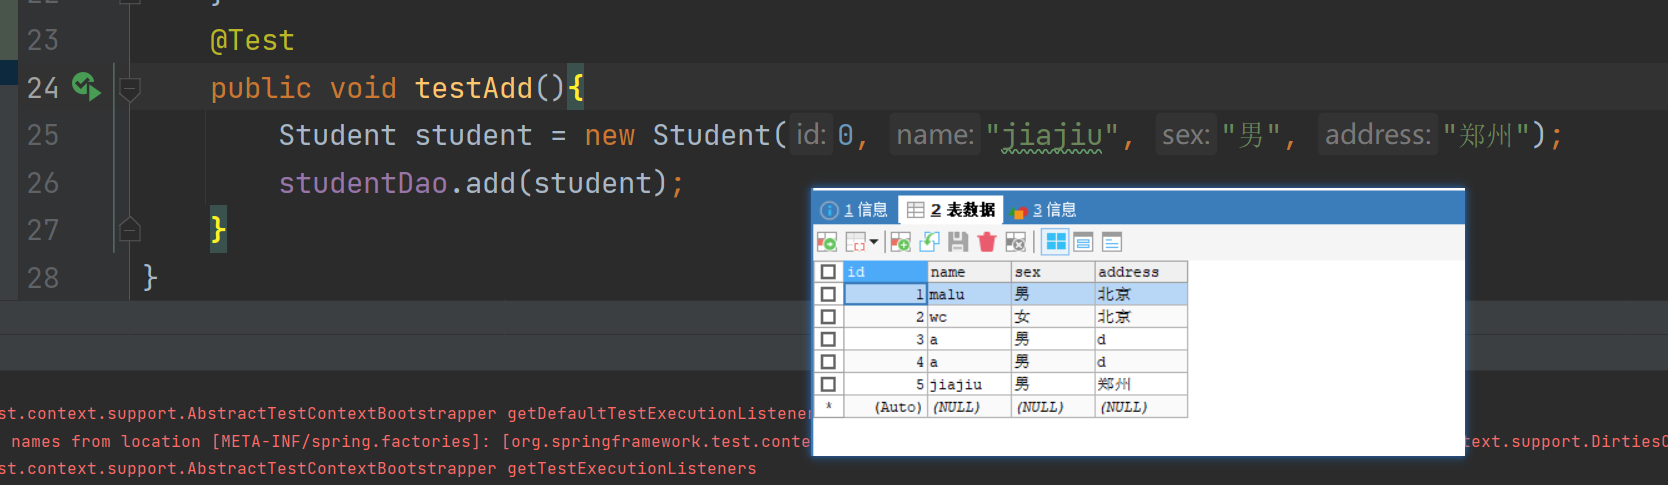 22 }
23 @Test
24 public void testAdd(){
25 Student student = new Student( id: 0, name: "jiajiu", sex: "男", address: "郑州");
26 studentDao.add(student);
27 }
28 }
1 信息 2 表数据 3 信息
id name sex address
1 malu 男 北京
2 wc 女 北京
3 a 男 d
4 a 男 d
5 jiajiu 男 郑州
* (Auto) (NULL) (NULL) (NULL)
st.context.support.AbstractTestContextBootstrapper getDefaultTestExecutionListener
names from location [META-INF/spring.factories]: [org.springframework.test.conte ext.support.Dirties
st.context.support.AbstractTestContextBootstrapper getTestExecutionListeners